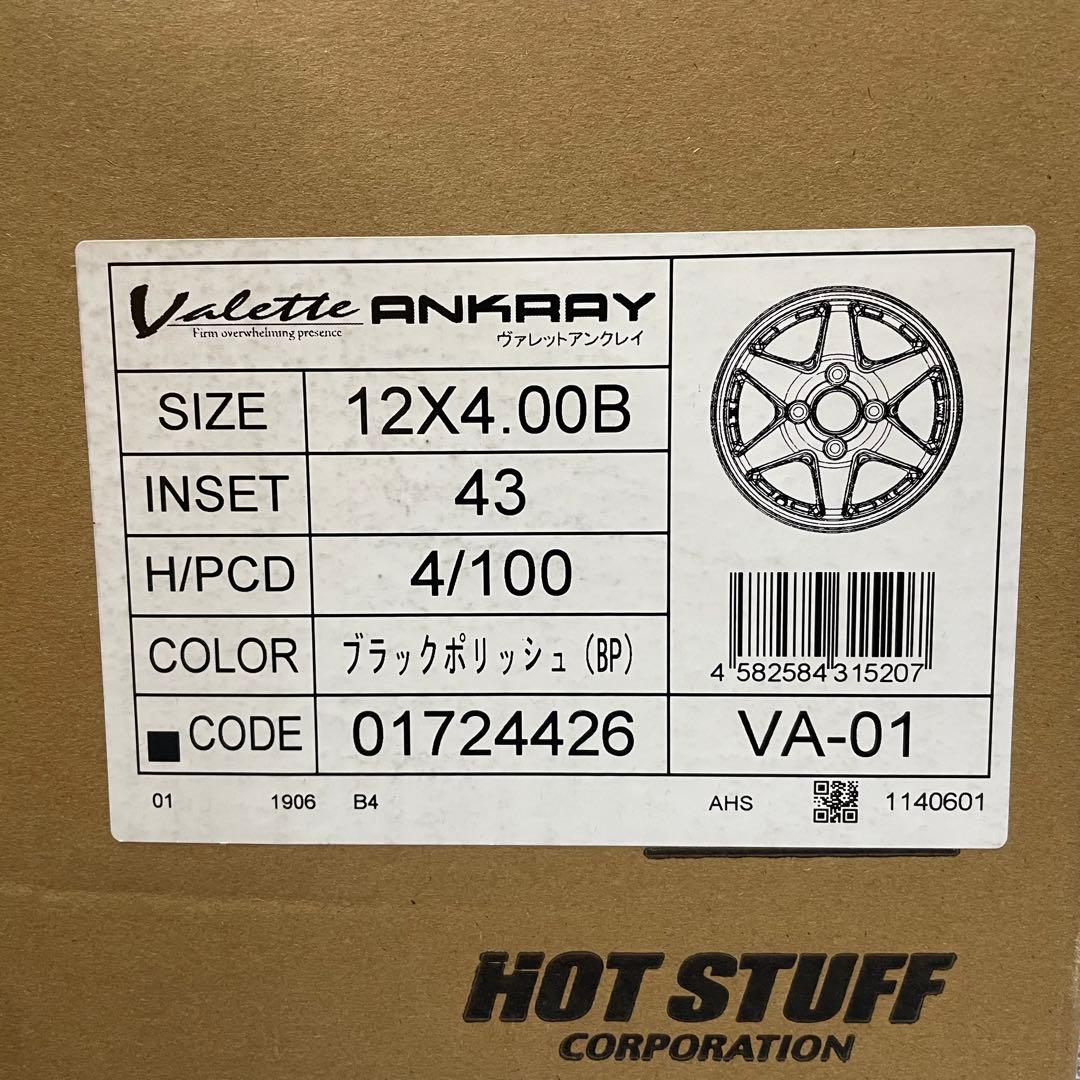 Valette ANKRAY
Firm overwhelming presence
ヴァレットアンクレイ
SIZE 12X4.00B
INSET 43
H/PCD 4/100
COLOR ブラックポリッシュ(BP)
4 582584 315207
CODE 01724426 VA-01
01 1906 B4 AHS 1140601
HOT STUFF
CORPORATION